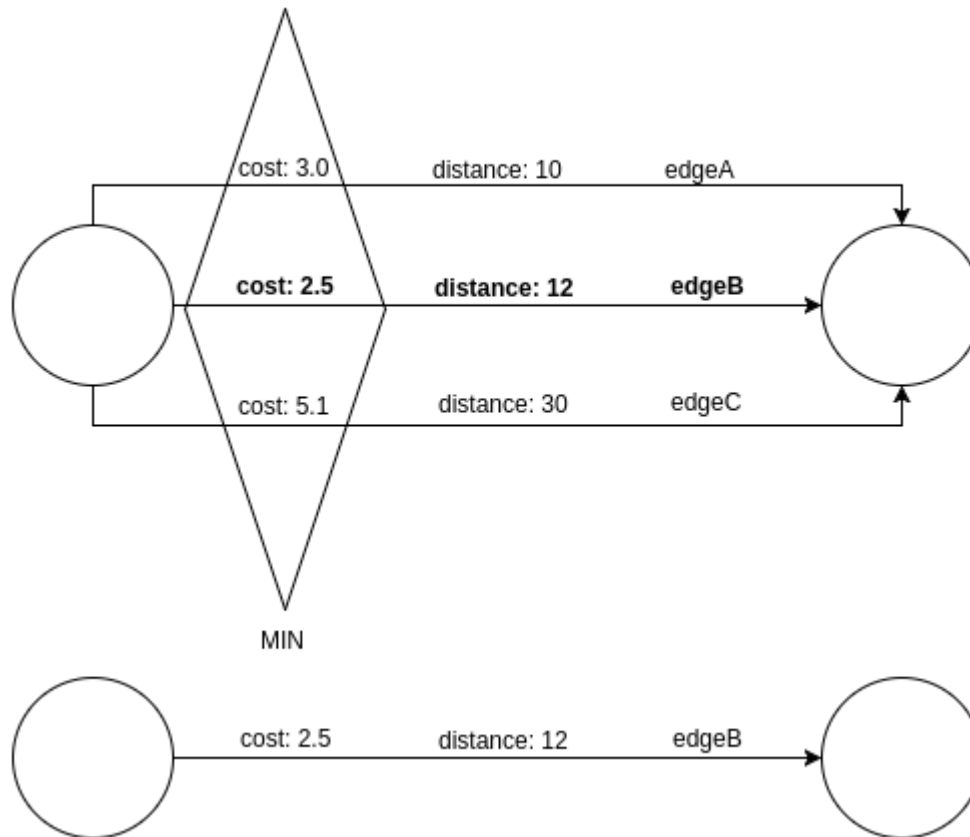 cost: 3.0 distance: 10 edgeA
cost: 2.5 distance: 12 edgeB
cost: 5.1 distance: 30 edgeC
MIN
cost: 2.5 distance: 12 edgeB